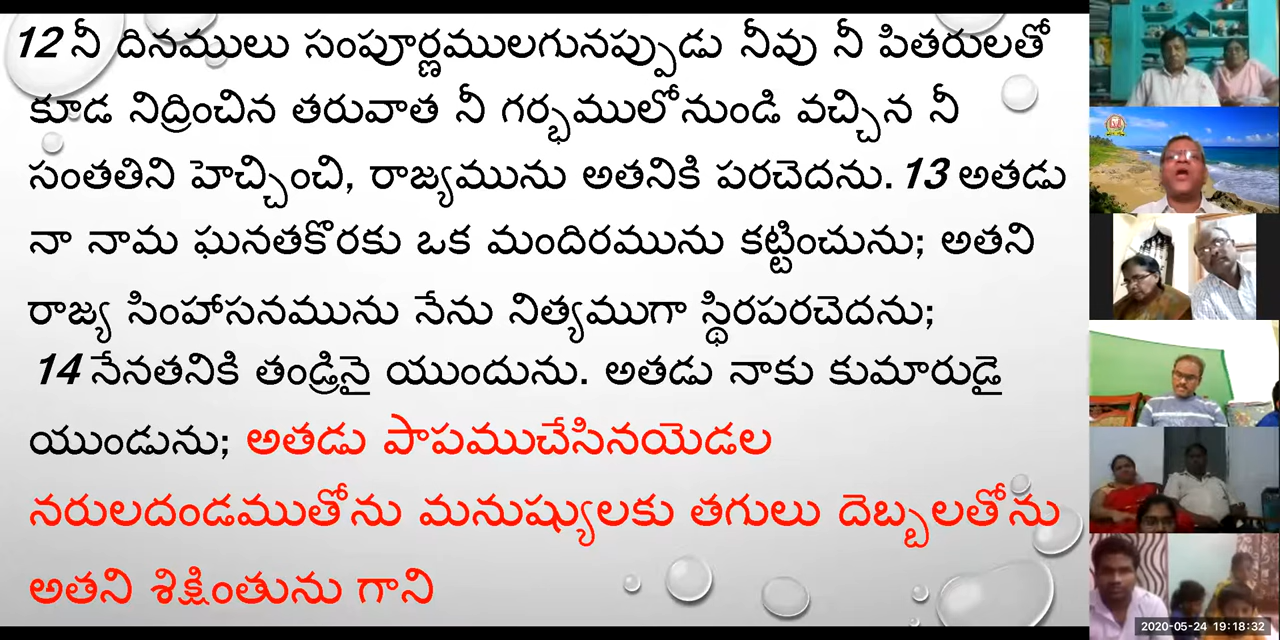 12 నీ దినములు సంపూర్ణములగునప్పుడు నీవు నీ పితరులతో
కూడ నిద్రించిన తరువాత నీ గర్భములోనుండి వచ్చిన నీ
సంతతిని హెచ్చించి, రాజ్యమును అతనికి పరచెదను. 13 అతడు
నా నామ ఘనతకొరకు ఒక మందిరమును కట్టించును; అతని
రాజ్య సింహాసనమును నేను నిత్యముగా స్థిరపరచెదను;
14 నేనతనికి తండ్రినై యుందును. అతడు నాకు కుమారుడై
యుండును; అతడు పాపముచేసినయెడల
నరులదండముతోను మనుష్యులకు తగులు దెబ్బలతోను
అతని శిక్షింతును గాని
2020-05-24 19:18:32